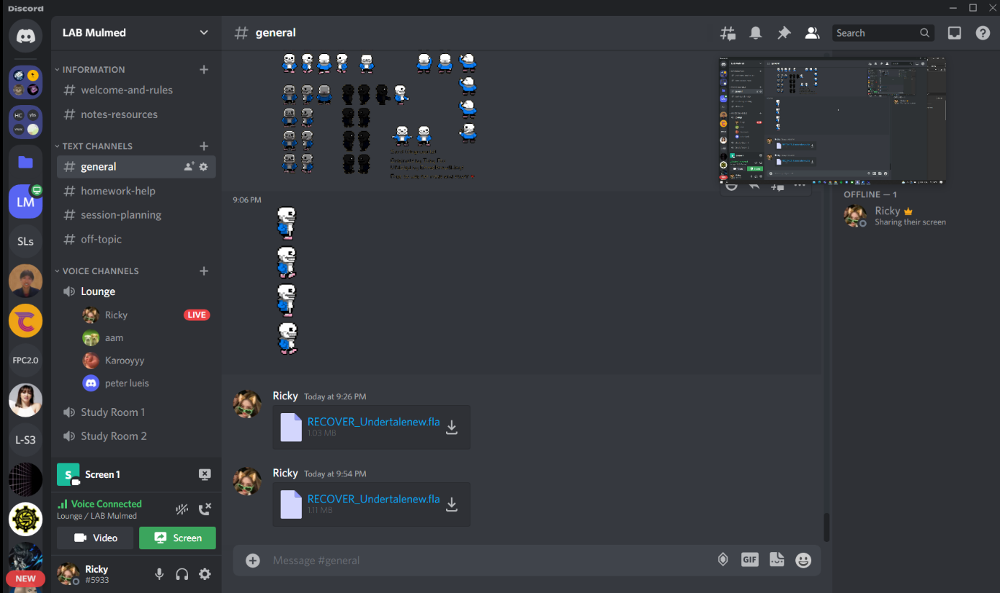 Discord
LAB Mulmed
general
Search
INFORMATION
welcome-and-rules
notes-resources
TEXT CHANNELS
general
homework-help
session-planning
off-topic
VOICE CHANNELS
Lounge
Ricky
LIVE
aam
Karooyyy
peter lueis
Study Room 1
Study Room 2
Screen 1
Voice Connected
Lounge / LAB Mulmed
Video
Screen
Ricky
#5933
LM
SLs
FPC2.0
L-S3
NEW
9:06 PM
Ricky Today at 9:26 PM
RECOVER_Undertalenew.fla
1.03 MB
Ricky Today at 9:54 PM
RECOVER_Undertalenew.fla
1.11 MB
Message #general
GIF
OFFLINE — 1
Ricky
Sharing their screen